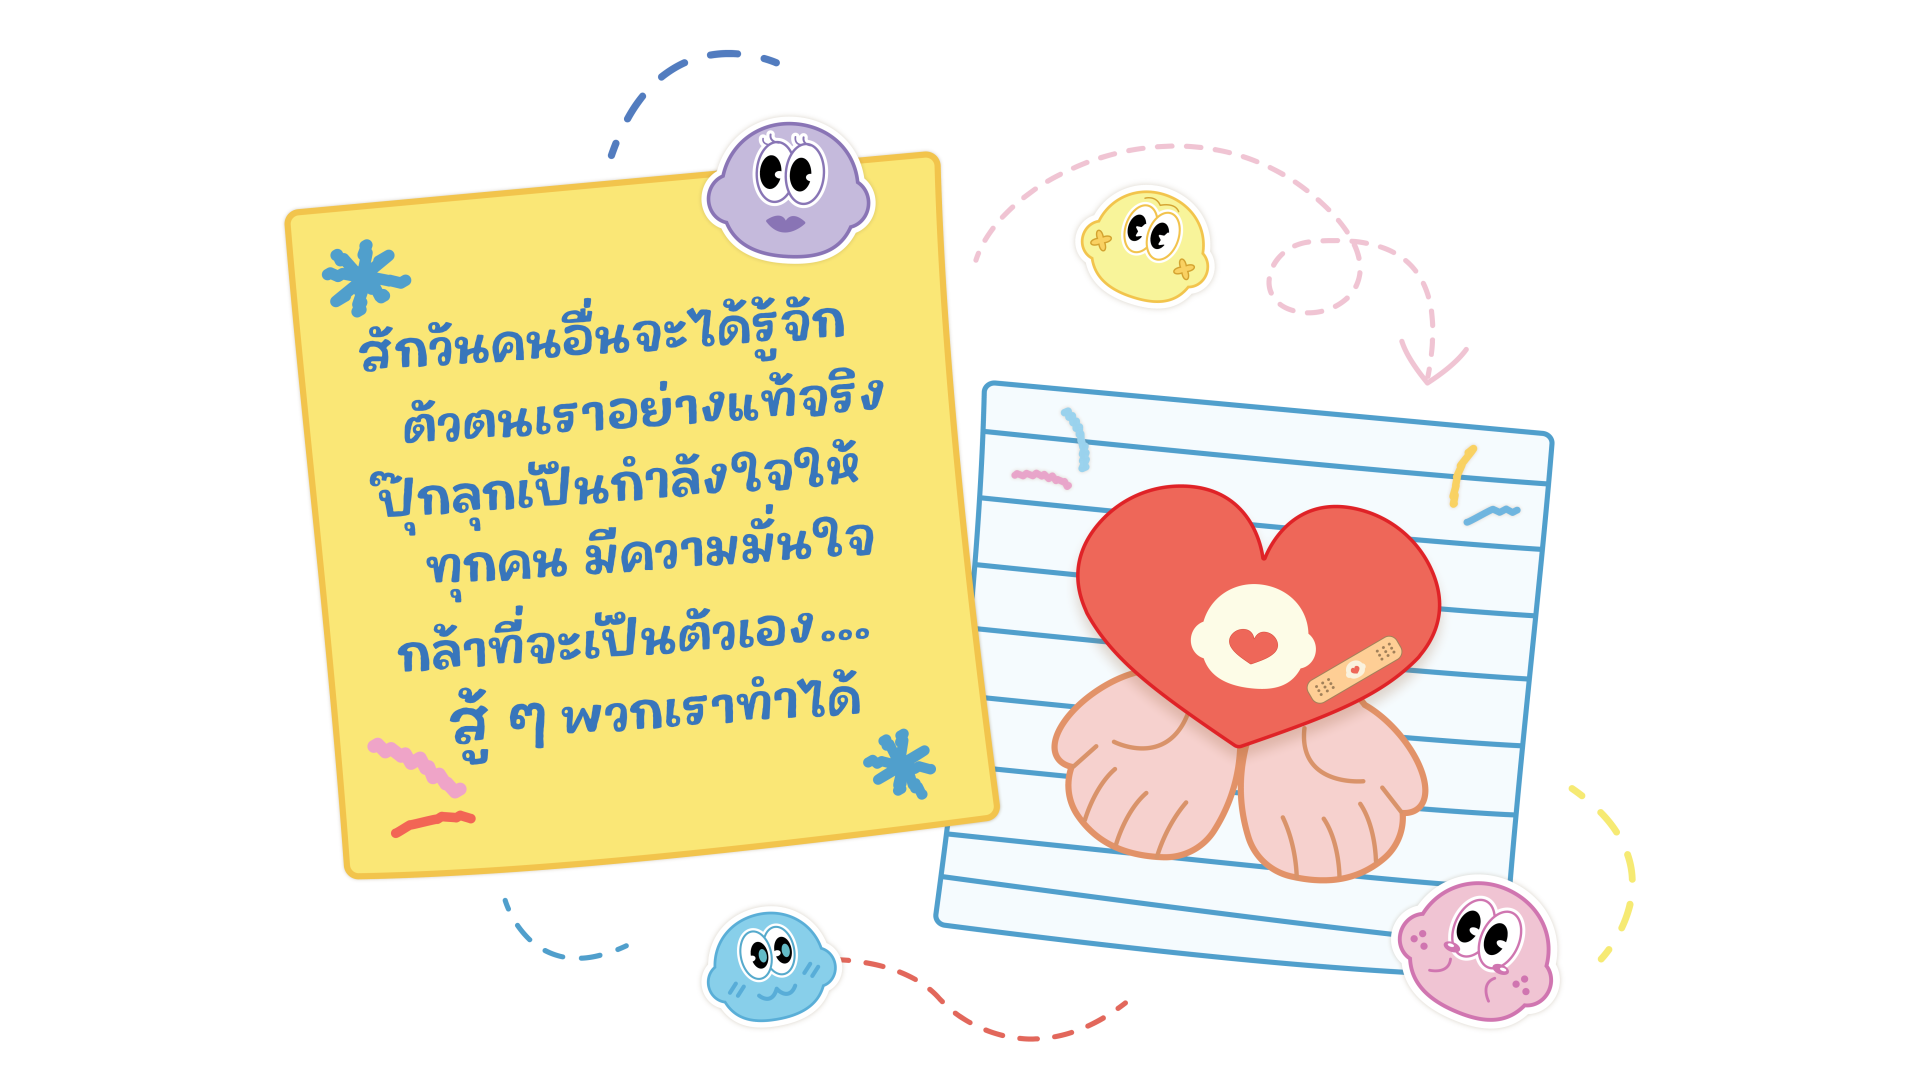 สักวันคนอื่นจะได้รู้จัก
ตัวตนเราอย่างแท้จริง
ปุ๊กลุกเป็นกำลังใจให้
ทุกคน มีความมั่นใจ
กล้าที่จะเป็นตัวเอง...
สู้ ๆ พวกเราทำได้